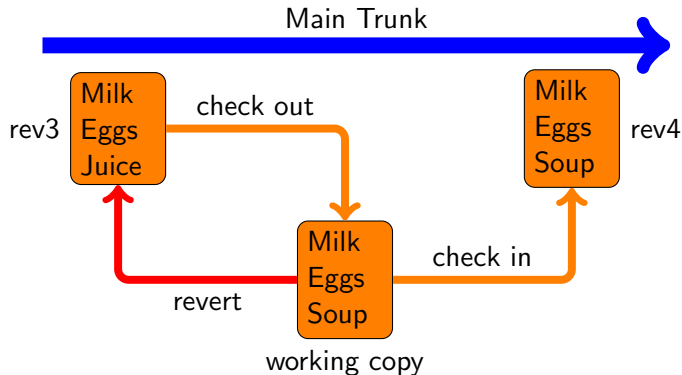 Main Trunk
rev3
Milk
Eggs
Juice
check out
Milk
Eggs
Soup
rev4
revert
Milk
Eggs
Soup
check in
working copy